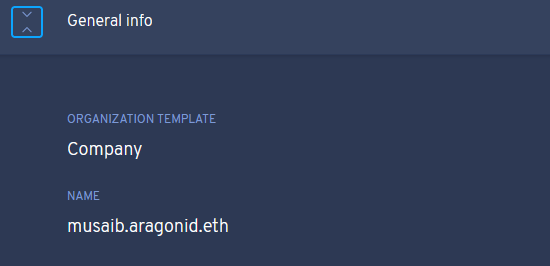 General info
ORGANIZATION TEMPLATE
Company
NAME
musaib.aragonid.eth